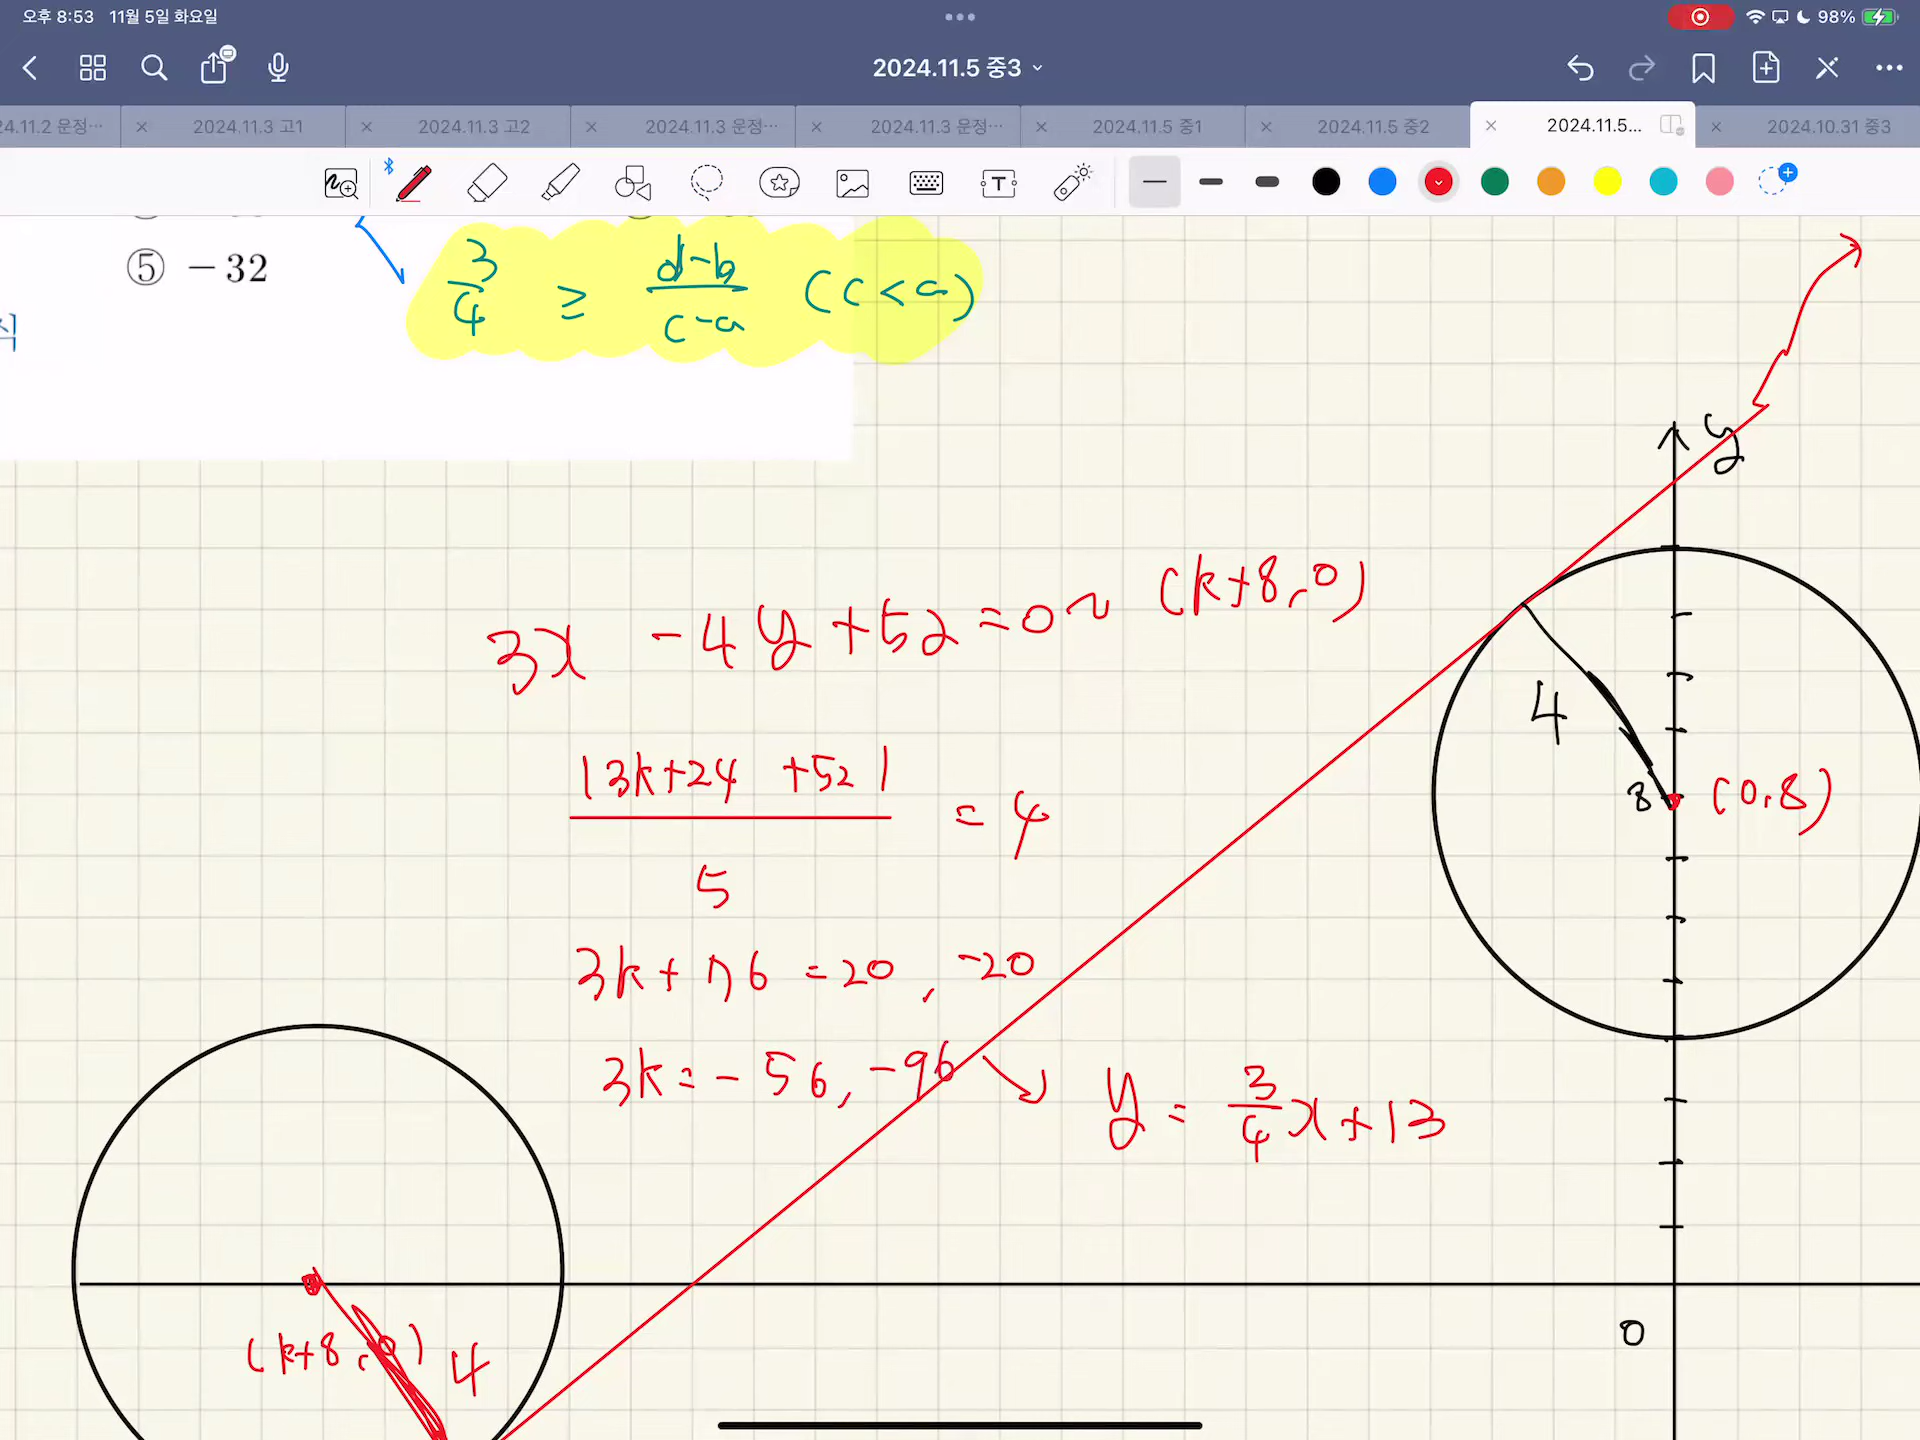 오후 8:53 11월 5일 화요일
98%
2024.11.5 중3
24.11.2 운정…
2024.11.3 고1
2024.11.3 고2
2024.11.3 운정…
2024.11.3 운정…
2024.11.5 중1
2024.11.5 중2
2024.11.5...
2024.10.31 중3
⑤ −32
식
3/4 ≥ (d-b)/(c-a) (c<a)
y
3x -4y+52=0~ (k+8,0)
|3k+24 +52|/5 = 4
4
8 (0,8)
3k+76 =20, -20
3k=-56, -96
y = 3/4 x+13
(k+8,0) 4
0